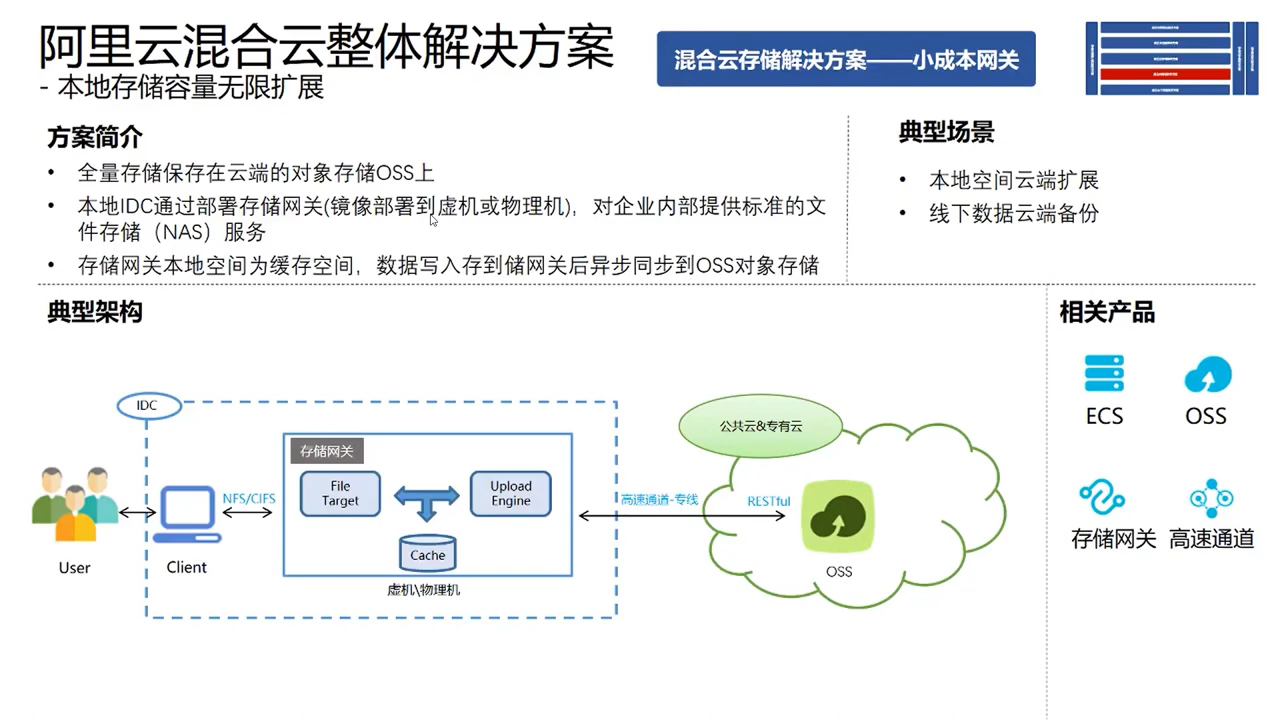 阿里云混合云整体解决方案
- 本地存储容量无限扩展
混合云存储解决方案——小成本网关
方案简介
• 全量存储保存在云端的对象存储OSS上
• 本地IDC通过部署存储网关(镜像部署到虚机或物理机)，对企业内部提供标准的文
件存储（NAS）服务
• 存储网关本地空间为缓存空间，数据写入存到储网关后异步同步到OSS对象存储
典型场景
• 本地空间云端扩展
• 线下数据云端备份
典型架构
IDC
存储网关
File
Target
Upload
Engine
Cache
虚机\物理机
User
Client
NFS/CIFS
高速通道-专线
RESTful
公共云&专有云
OSS
相关产品
ECS
OSS
存储网关
高速通道